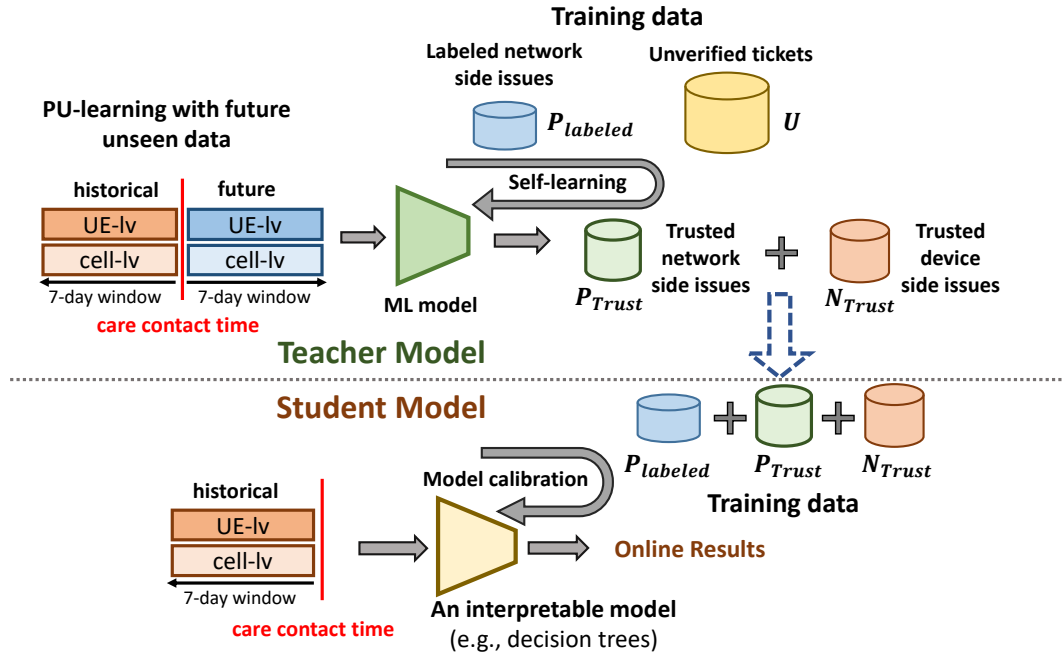 Training data
Labeled network
side issues
Unverified tickets
P_labeled
U
PU-learning with future
unseen data
historical
future
UE-lv
UE-lv
cell-lv
cell-lv
7-day window
7-day window
care contact time
Self-learning
ML model
P_Trust
Trusted
network
side issues
N_Trust
Trusted
device
side issues
Teacher Model
Student Model
P_labeled
P_Trust
N_Trust
Training data
Model calibration
historical
UE-lv
cell-lv
7-day window
care contact time
Online Results
An interpretable model
(e.g., decision trees)